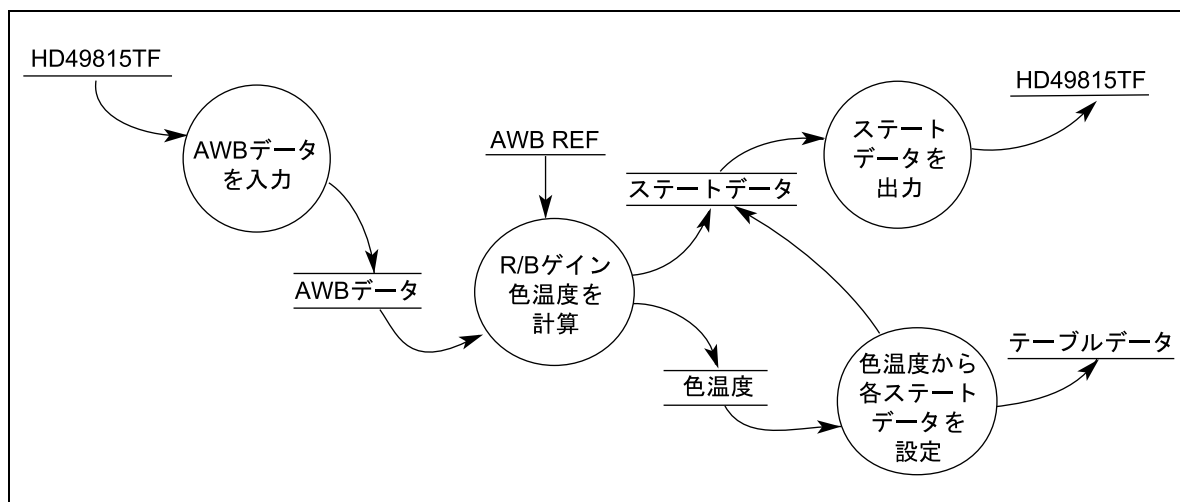 HD49815TF
AWBデータ
を入力
AWBデータ
AWB REF
R/Bゲイン
色温度を
計算
ステートデータ
色温度
ステート
データを
出力
HD49815TF
色温度から
各ステート
データを
設定
テーブルデータ